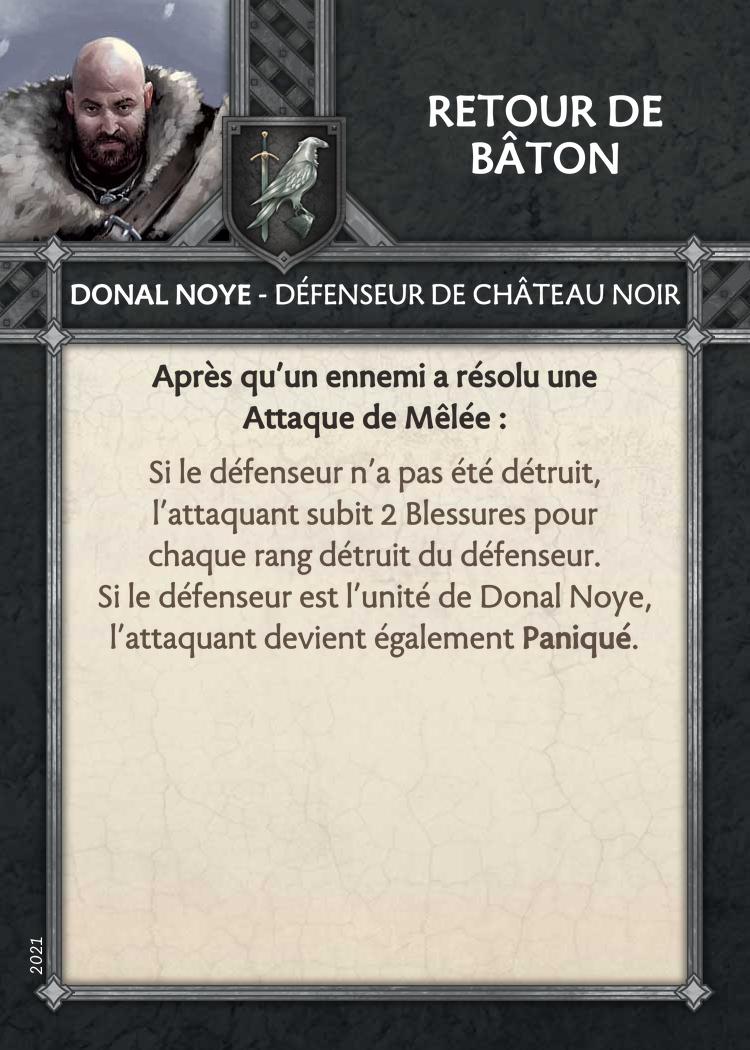 RETOUR DE
BÂTON
DONAL NOYE - DÉFENSEUR DE CHÂTEAU NOIR
Après qu'un ennemi a résolu une
Attaque de Mêlée :
Si le défenseur n'a pas été détruit,
l'attaquant subit 2 Blessures pour
chaque rang détruit du défenseur.
Si le défenseur est l'unité de Donal Noye,
l'attaquant devient également Paniqué.
2021